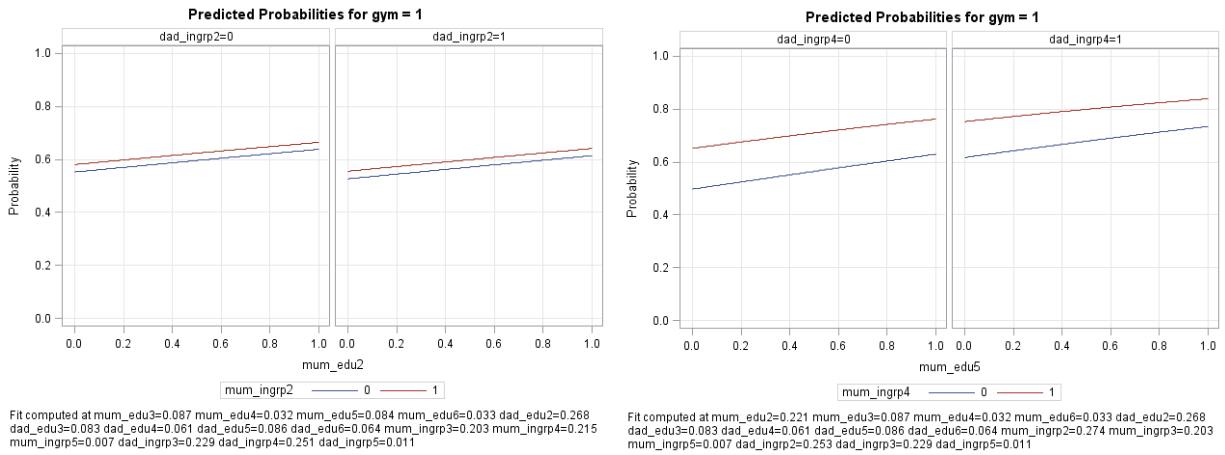 Predicted Probabilities for gym = 1
dad_ingrp2=0 dad_ingrp2=1
1.0
0.8
0.6
0.4
0.2
0.0
Probability
0.0 0.2 0.4 0.6 0.8 1.0 0.0 0.2 0.4 0.6 0.8 1.0
mum_edu2
mum_ingrp2 0 1
Fit computed at mum_edu3=0.087 mum_edu4=0.032 mum_edu5=0.084 mum_edu6=0.033 dad_edu2=0.268
dad_edu3=0.083 dad_edu4=0.061 dad_edu5=0.086 dad_edu6=0.064 mum_ingrp3=0.203 mum_ingrp4=0.215
mum_ingrp5=0.007 dad_ingrp3=0.229 dad_ingrp4=0.251 dad_ingrp5=0.011
Predicted Probabilities for gym = 1
dad_ingrp4=0 dad_ingrp4=1
1.0
0.8
0.6
0.4
0.2
0.0
Probability
0.0 0.2 0.4 0.6 0.8 1.0 0.0 0.2 0.4 0.6 0.8 1.0
mum_edu5
mum_ingrp4 0 1
Fit computed at mum_edu2=0.221 mum_edu3=0.087 mum_edu4=0.032 mum_edu6=0.033 dad_edu2=0.268
dad_edu3=0.083 dad_edu4=0.061 dad_edu5=0.086 dad_edu6=0.064 mum_ingrp2=0.274 mum_ingrp3=0.203
mum_ingrp5=0.007 dad_ingrp2=0.253 dad_ingrp3=0.229 dad_ingrp5=0.011